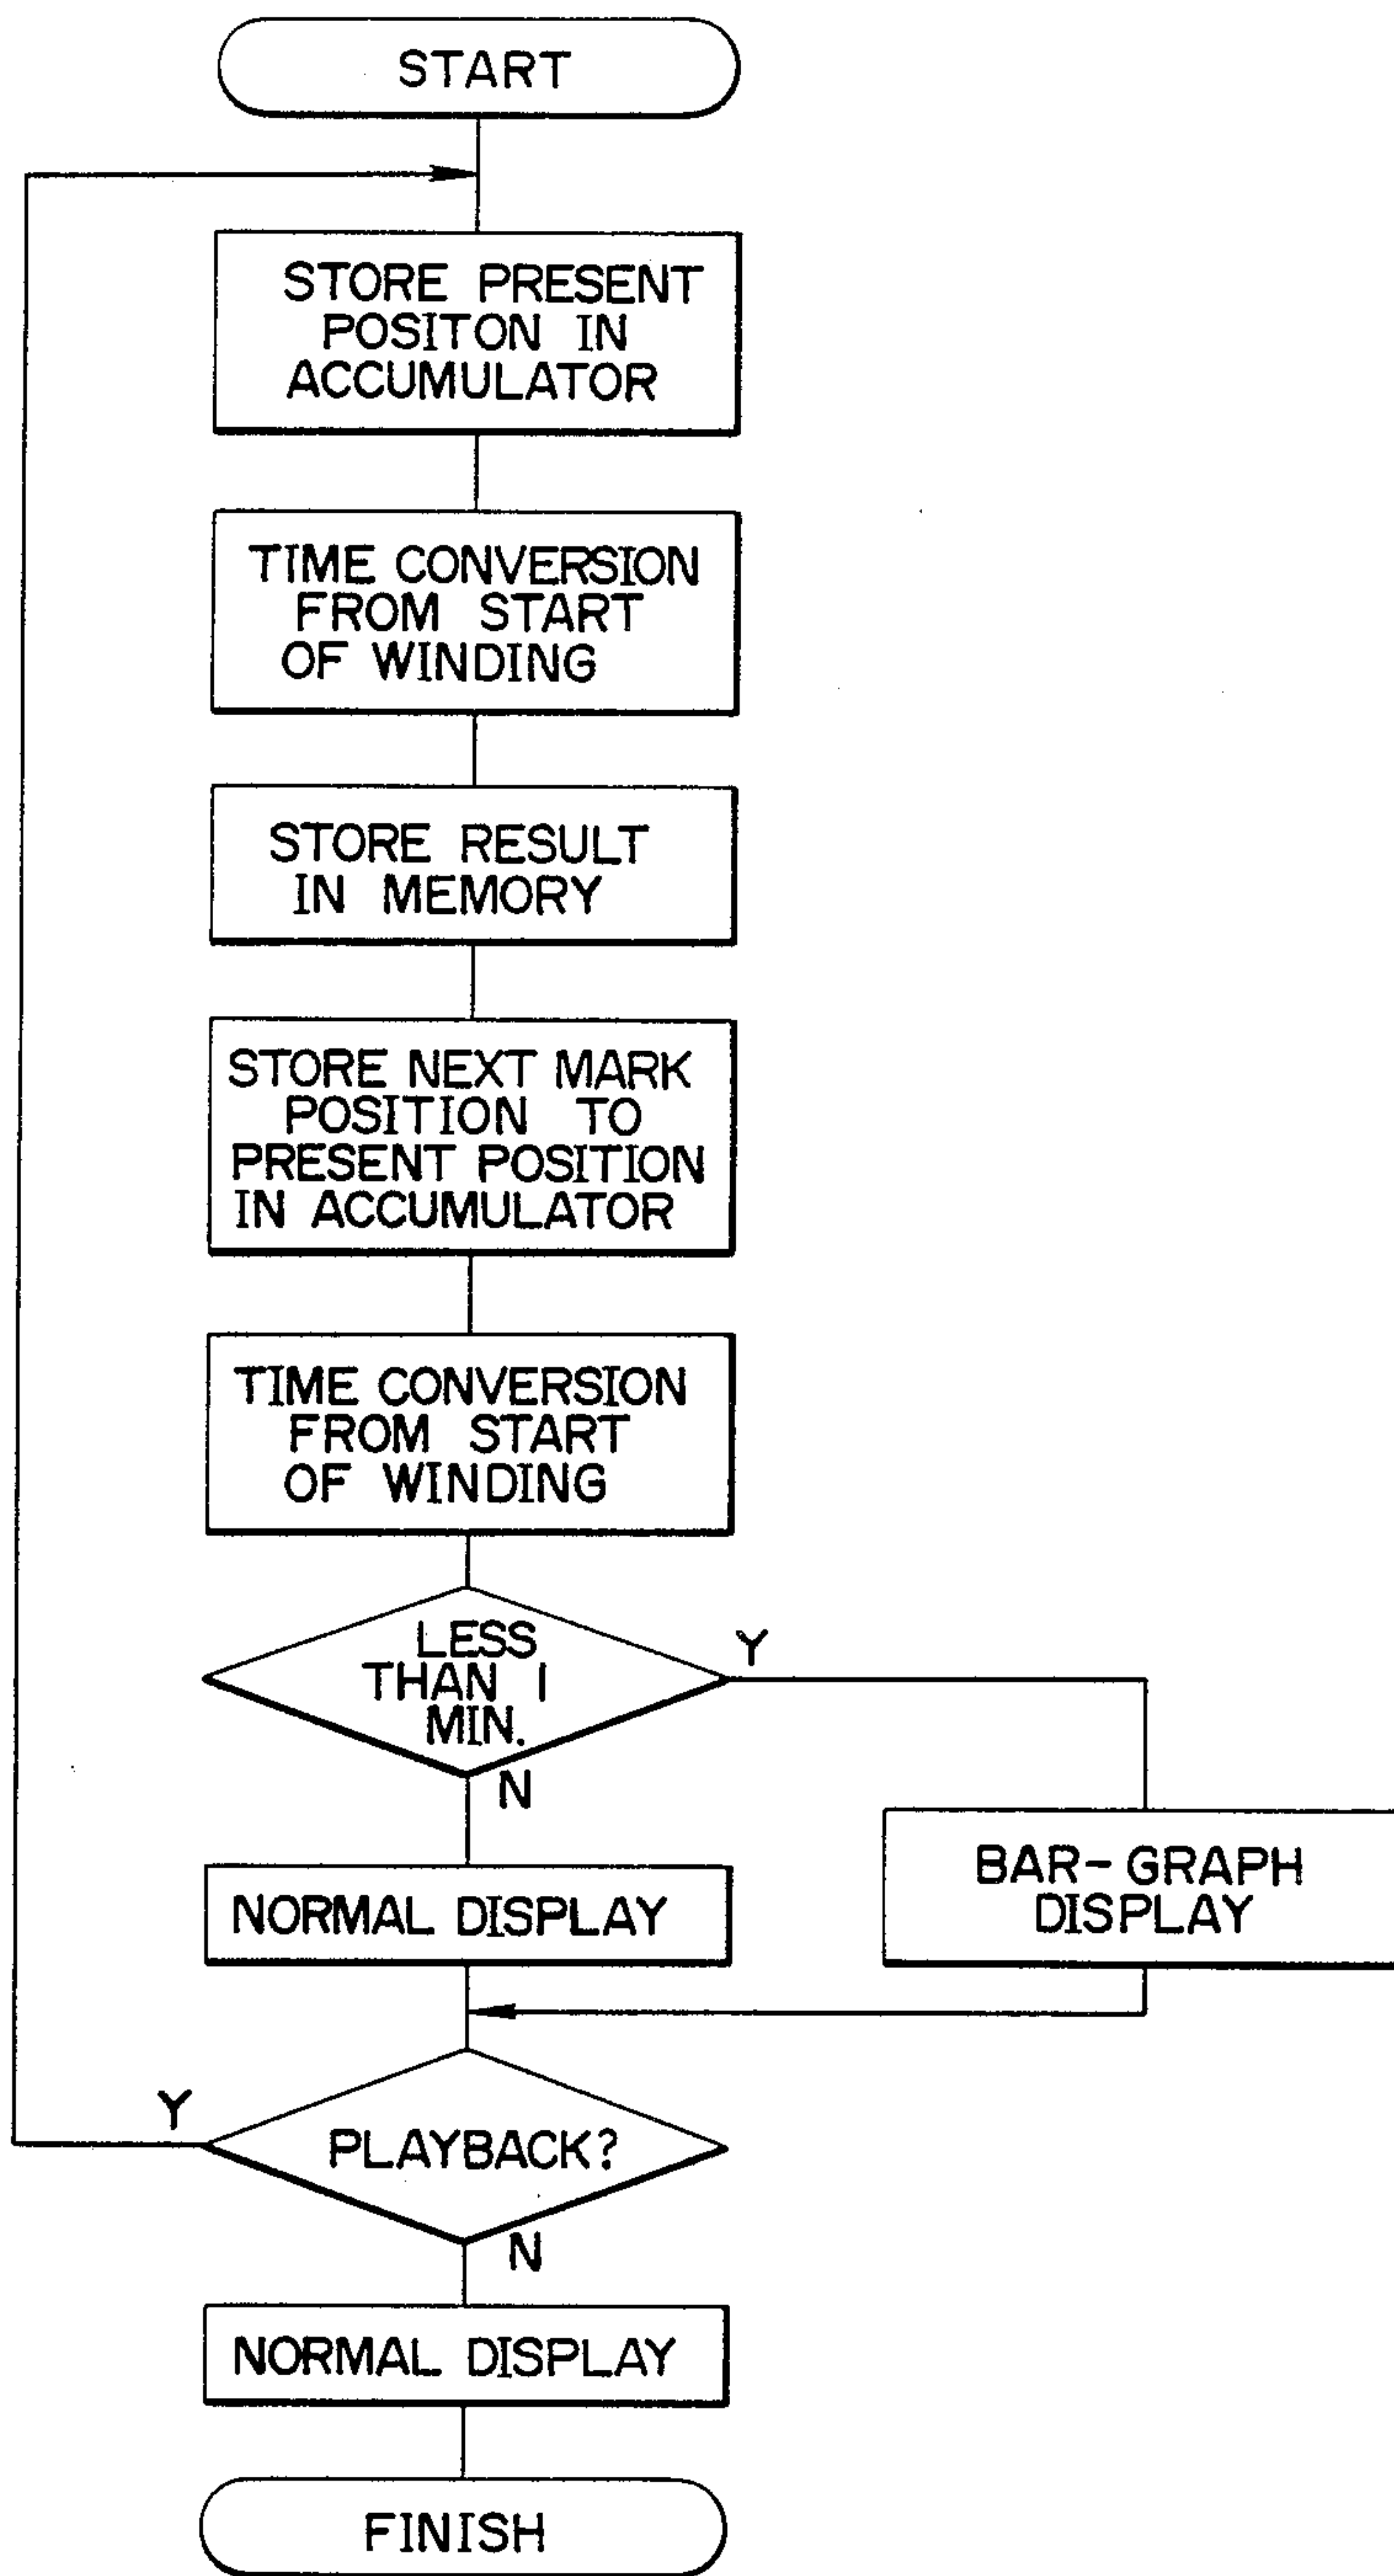 START
STORE PRESENT
POSITON IN
ACCUMULATOR
TIME CONVERSION
FROM START
OF WINDING
STORE RESULT
IN MEMORY
STORE NEXT MARK
POSITION TO
PRESENT POSITION
IN ACCUMULATOR
TIME CONVERSION
FROM START
OF WINDING
LESS
THAN 1
MIN.
Y
N
BAR-GRAPH
DISPLAY
NORMAL DISPLAY
Y
PLAYBACK?
N
NORMAL DISPLAY
FINISH